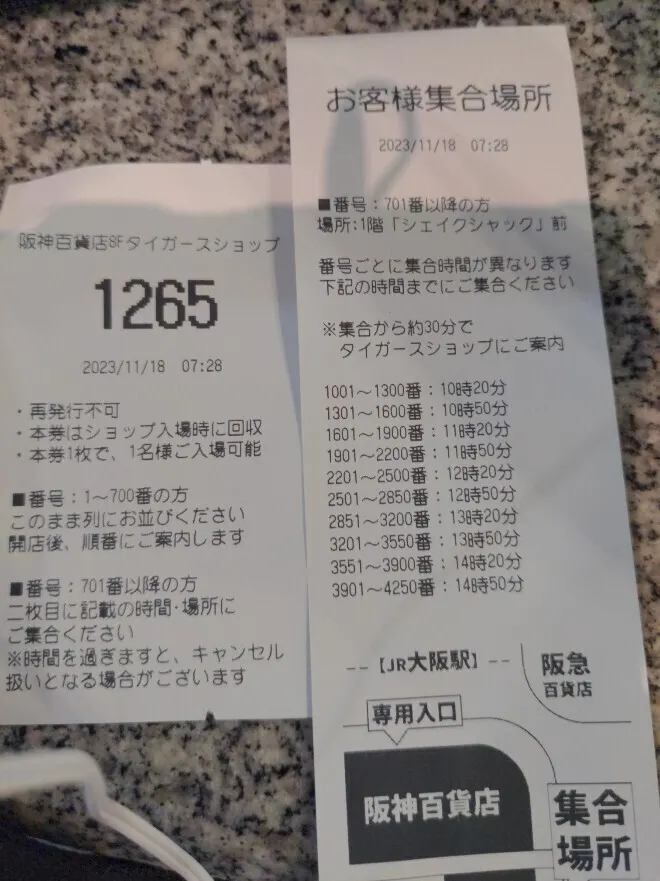 阪神百貨店8Fタイガースショップ
1265
2023/11/18 07:28
・再発行不可
・本券はショップ入場時に回収
・本券1枚で、1名様ご入場可能
■番号：1～700番の方
このまま列にお並びください
開店後、順番にご案内します
■番号：701番以降の方
二枚目に記載の時間・場所に
ご集合ください
※時間を過ぎますと、キャンセル
扱いとなる場合がございます
お客様集合場所
2023/11/18 07:28
■番号：701番以降の方
場所:1階「シェイクシャック」前
番号ごとに集合時間が異なります
下記の時間までにご集合ください
※集合から約30分で
タイガースショップにご案内
1001～1300番：10時20分
1301～1600番：10時50分
1601～1900番：11時20分
1901～2200番：11時50分
2201～2500番：12時20分
2501～2850番：12時50分
2851～3200番：13時20分
3201～3550番：13時50分
3551～3900番：14時20分
3901～4250番：14時50分
--【JR大阪駅】--
阪急
百貨店
専用入口
阪神百貨店
集合
場所